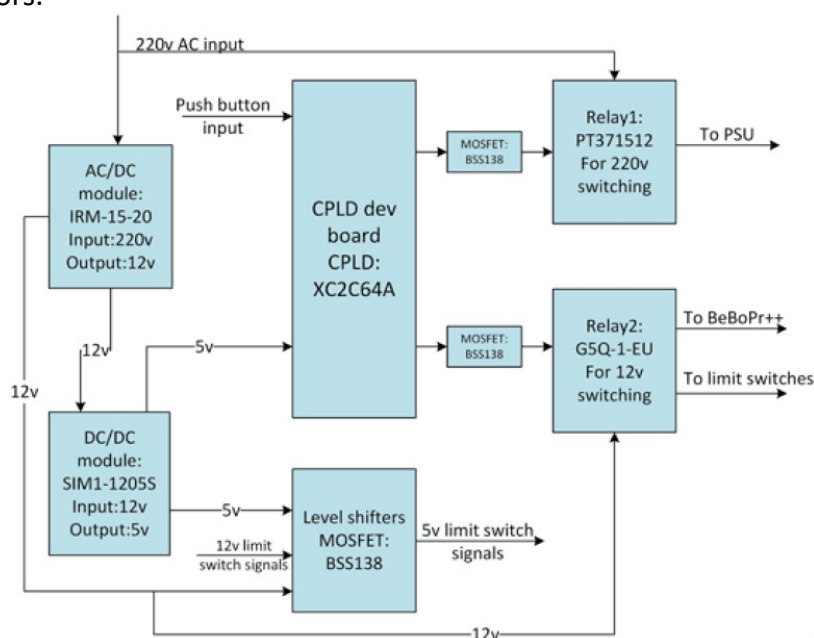 ors.
220v AC input
Push button
input
AC/DC
module:
IRM-15-20
Input:220v
Output:12v
CPLD dev
board
CPLD:
XC2C64A
MOSFET:
BSS138
Relay1:
PT371512
For 220v
switching
To PSU
12v
5v
12v
MOSFET:
BSS138
Relay2:
G5Q-1-EU
For 12v
switching
To BeBoPr++
To limit switches
DC/DC
module:
SIM1-1205S
Input:12v
Output:5v
5v
12v limit
switch signals
Level shifters
MOSFET:
BSS138
5v limit switch
signals
12v